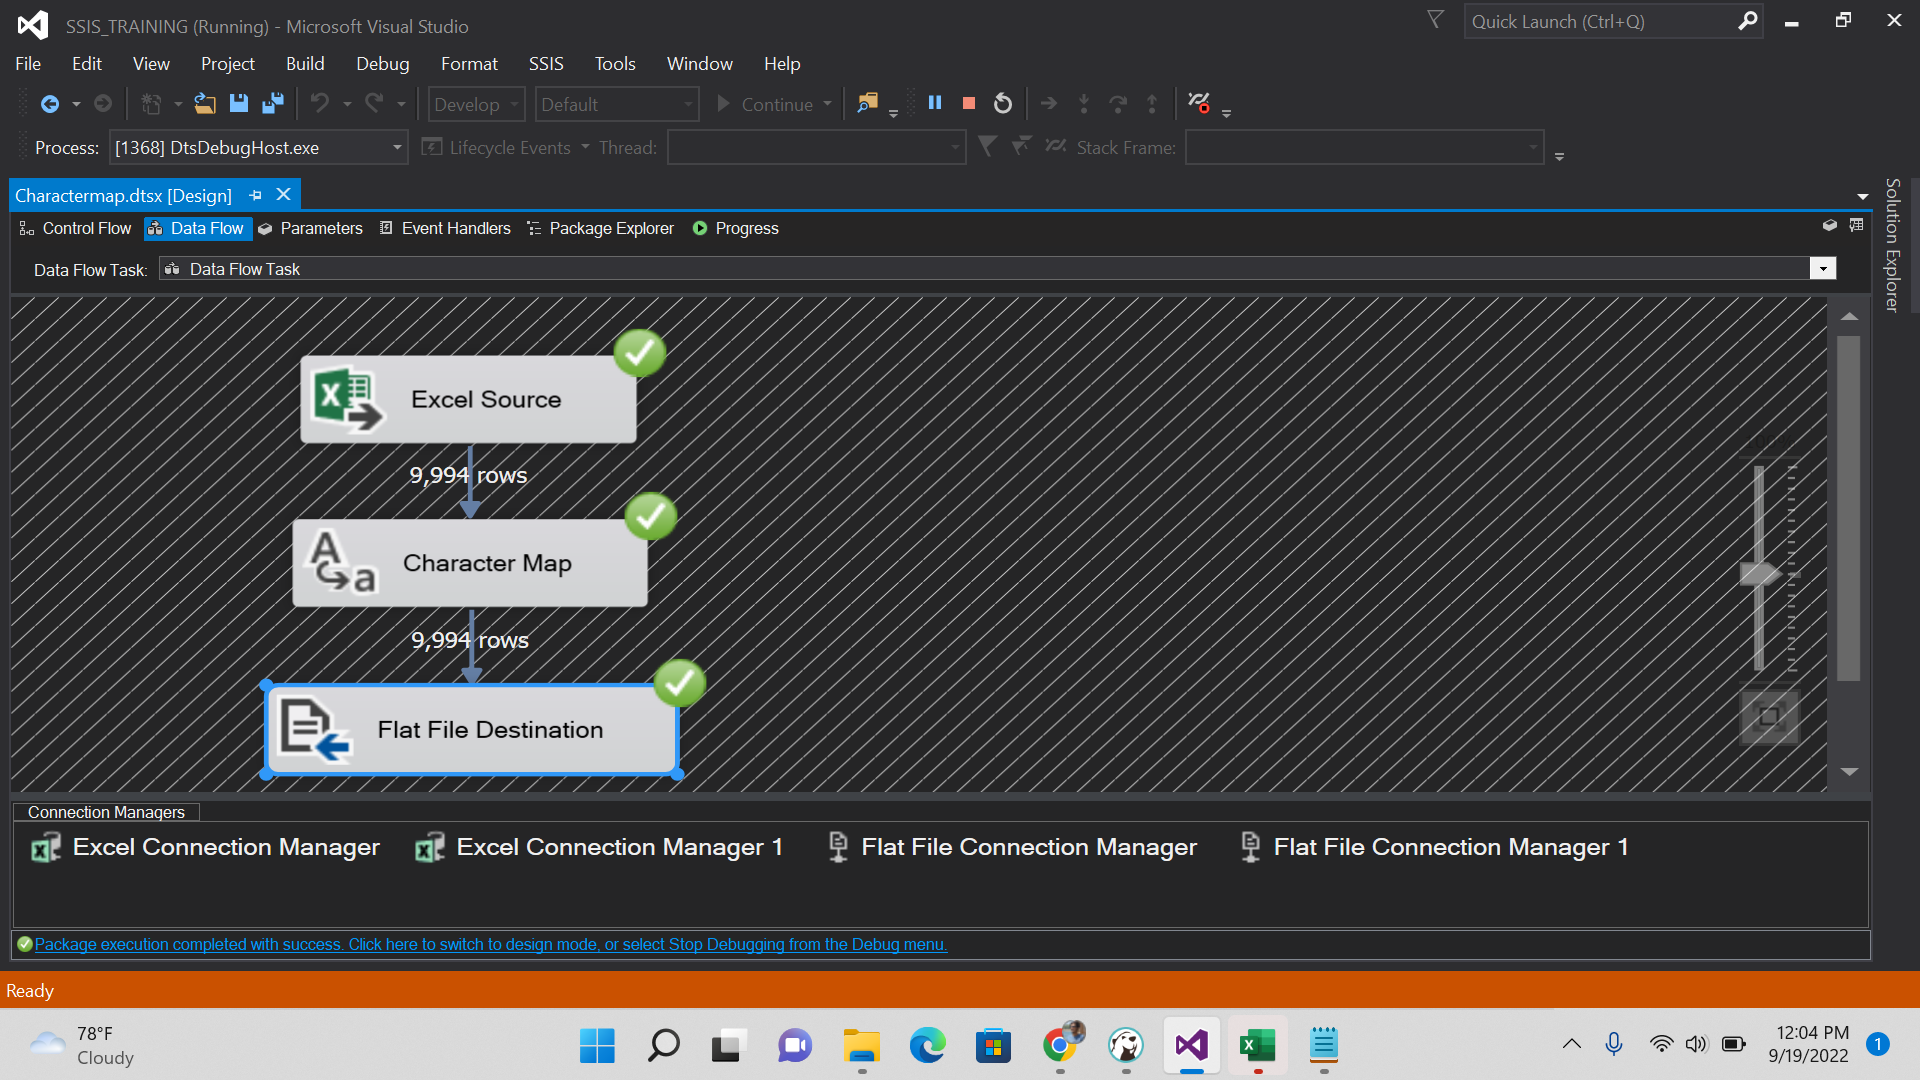 SSIS_TRAINING (Running) - Microsoft Visual Studio
Quick Launch (Ctrl+Q)
File Edit View Project Build Debug Format SSIS Tools Window Help
Develop Default Continue
Process: [1368] DtsDebugHost.exe Lifecycle Events Thread: Stack Frame:
Charactermap.dtsx [Design]
Solution Explorer
Control Flow Data Flow Parameters Event Handlers Package Explorer Progress
Data Flow Task: Data Flow Task
Excel Source
9,994 rows
Character Map
9,994 rows
Flat File Destination
Connection Managers
Excel Connection Manager Excel Connection Manager 1 Flat File Connection Manager Flat File Connection Manager 1
Package execution completed with success. Click here to switch to design mode, or select Stop Debugging from the Debug menu.
Ready
78°F
Cloudy
12:04 PM
9/19/2022
1